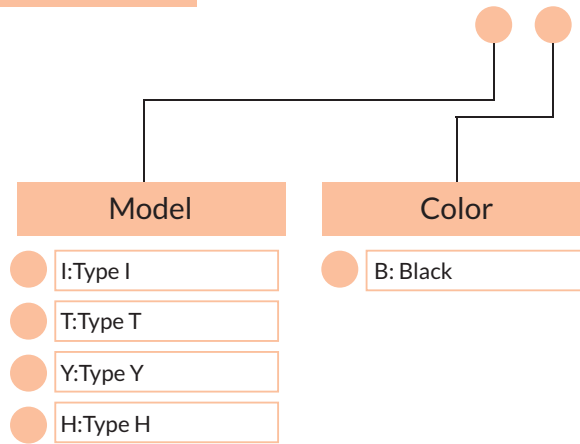 Model
Color
I:Type I
B: Black
T:Type T
Y:Type Y
H:Type H